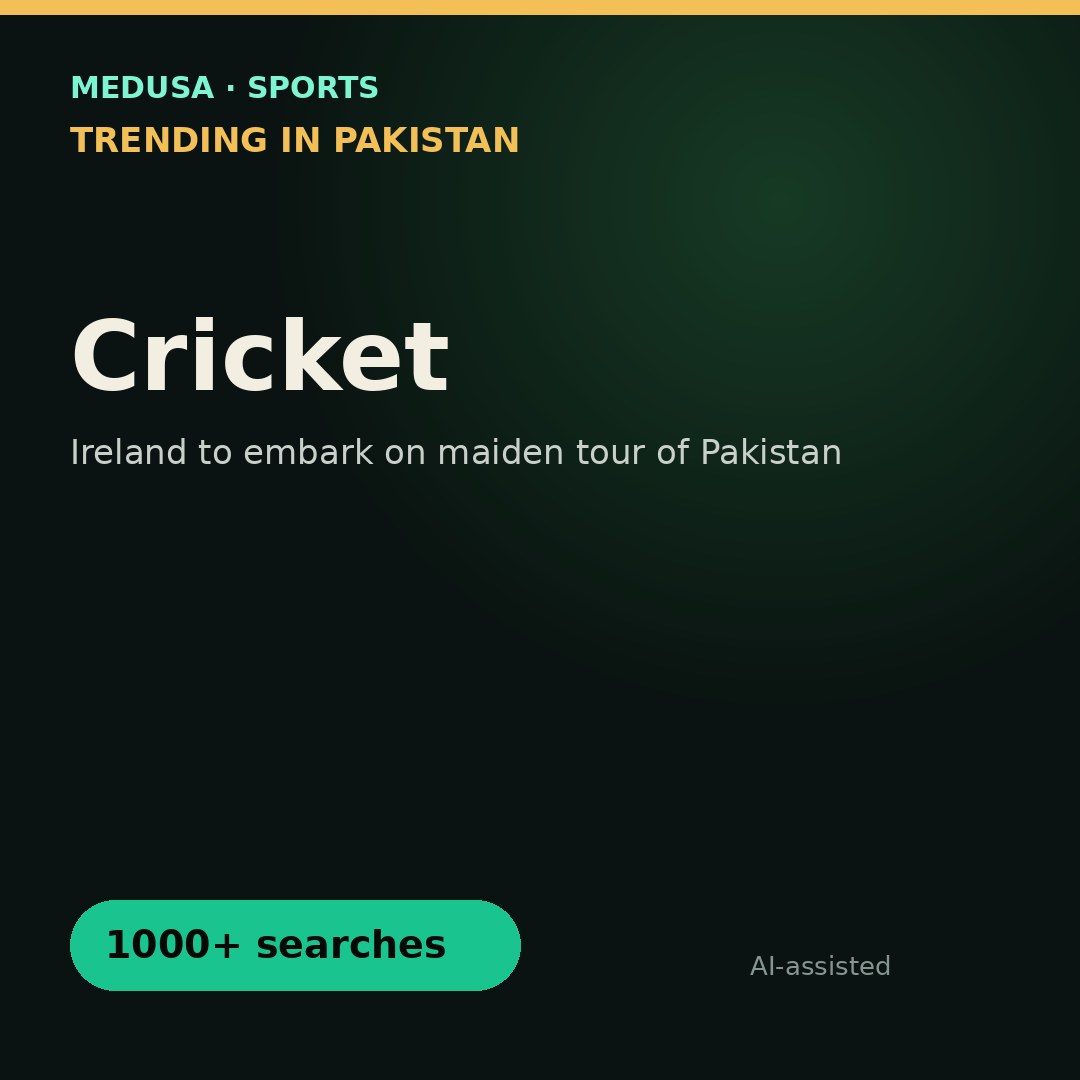 MEDUSA · SPORTS
TRENDING IN PAKISTAN
Cricket
Ireland to embark on maiden tour of Pakistan
1000+ searches
AI-assisted